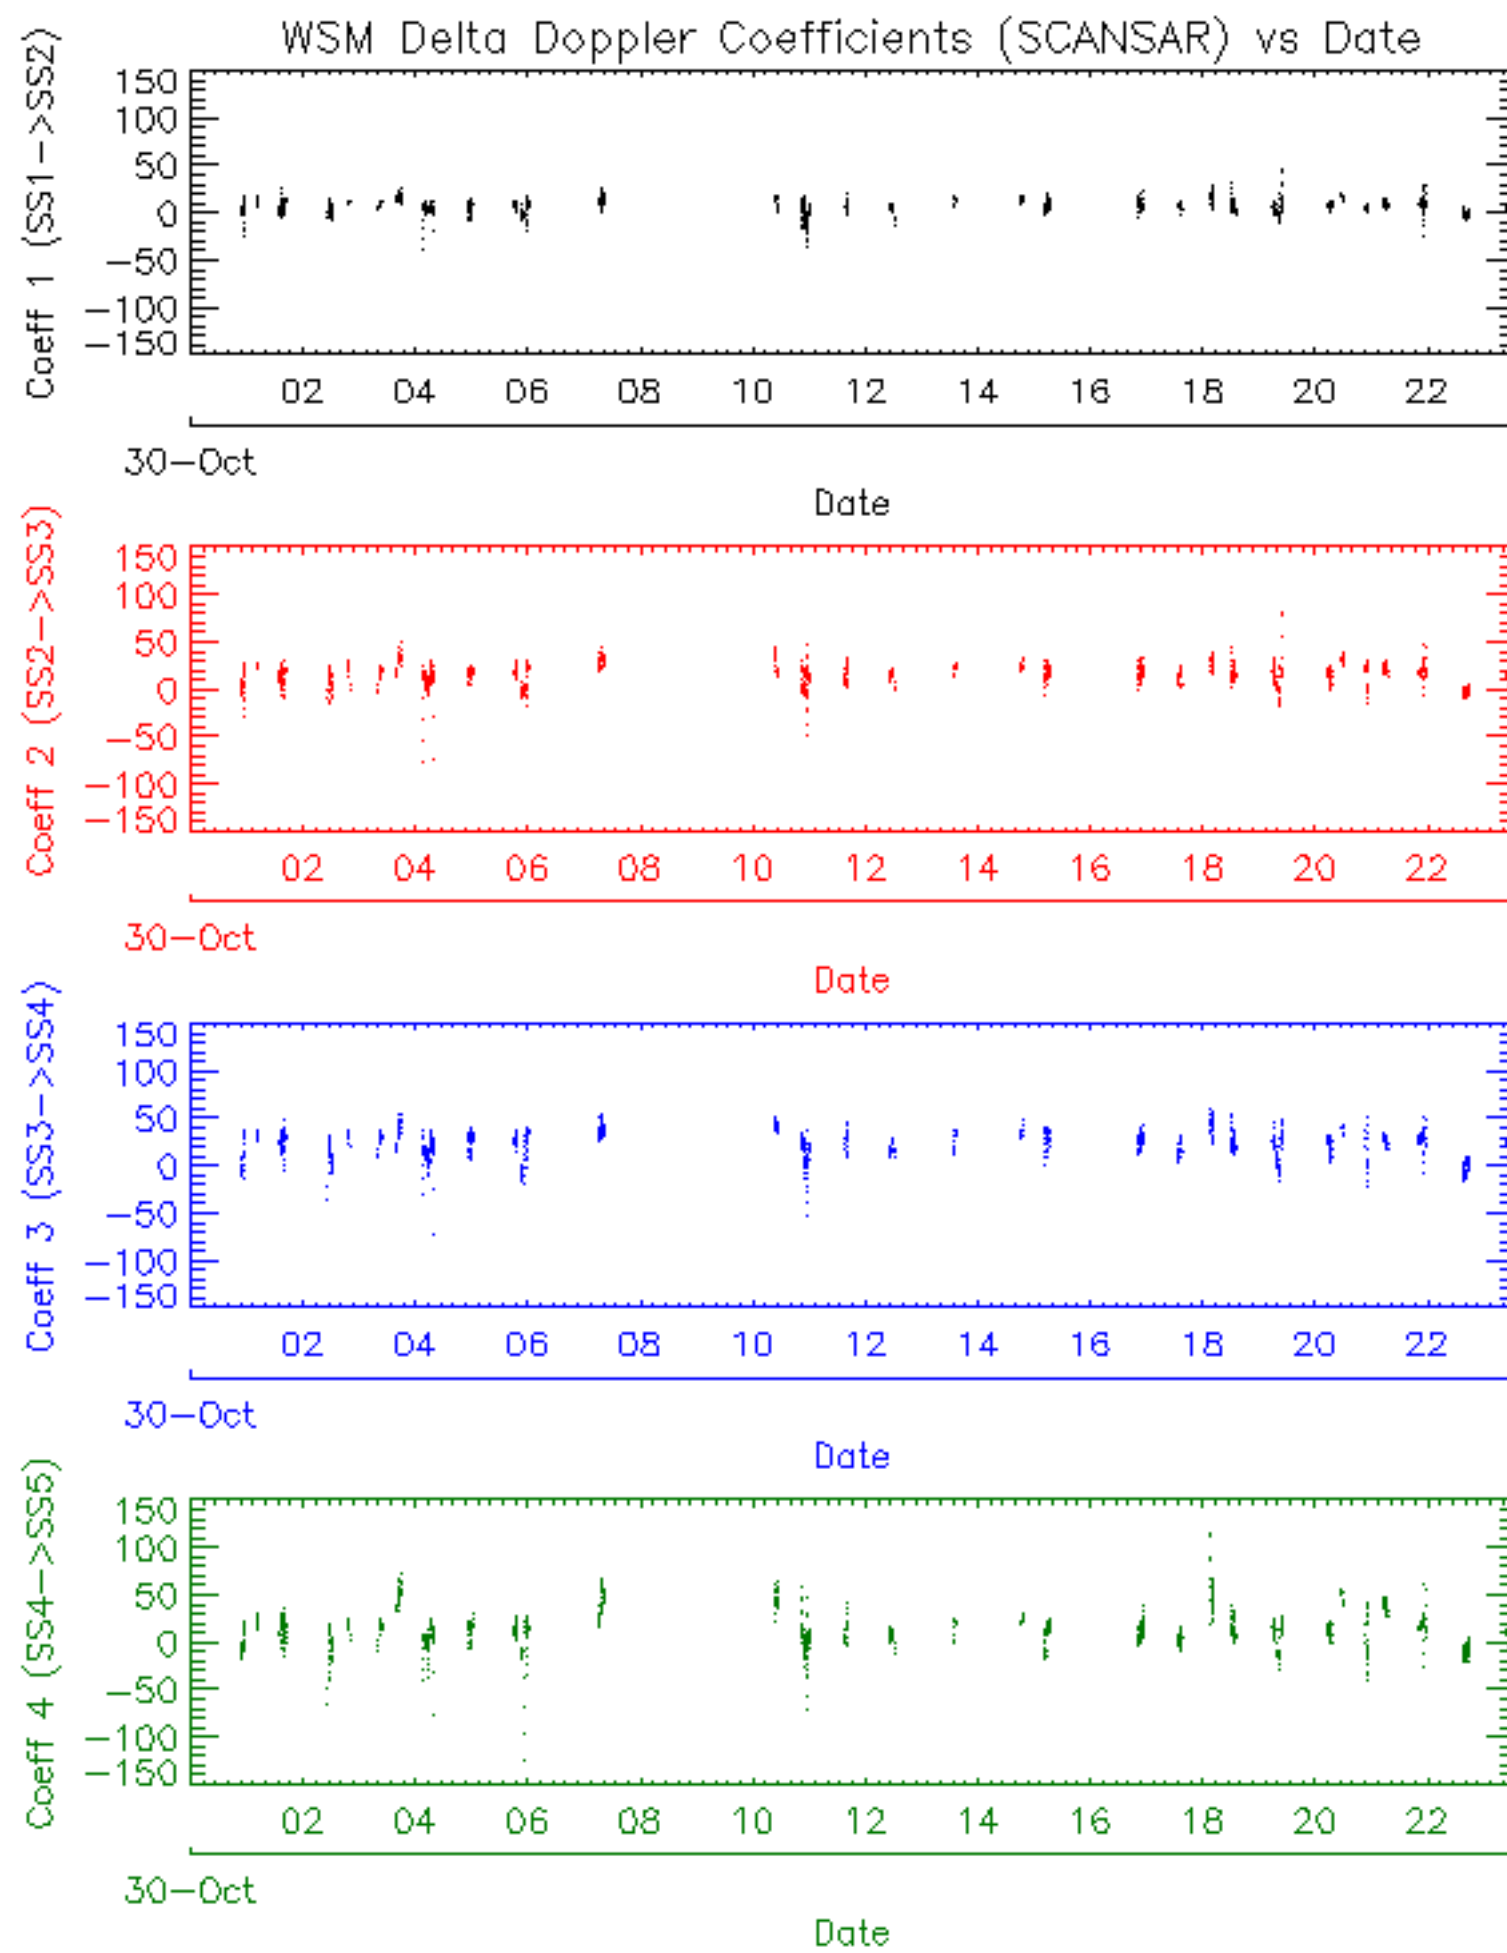 WSM Delta Doppler Coefficients (SCANSAR) vs Date
Coeff 1 (SS1->SS2)
150
100
50
0
-50
-100
-150
02 04 06 08 10 12 14 16 18 20 22
30-Oct
Date
Coeff 2 (SS2->SS3)
150
100
50
0
-50
-100
-150
02 04 06 08 10 12 14 16 18 20 22
30-Oct
Date
Coeff 3 (SS3->SS4)
150
100
50
0
-50
-100
-150
02 04 06 08 10 12 14 16 18 20 22
30-Oct
Date
Coeff 4 (SS4->SS5)
150
100
50
0
-50
-100
-150
02 04 06 08 10 12 14 16 18 20 22
30-Oct
Date